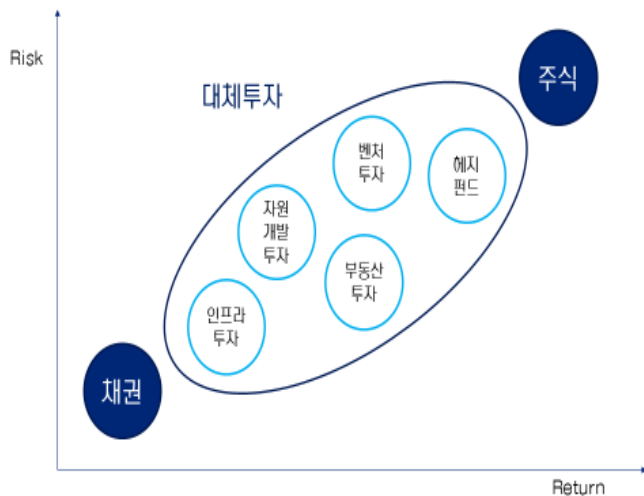 Risk
주식
대체투자
벤처
투자
헤지
펀드
자원
개발
투자
부동산
투자
인프라
투자
채권
Return